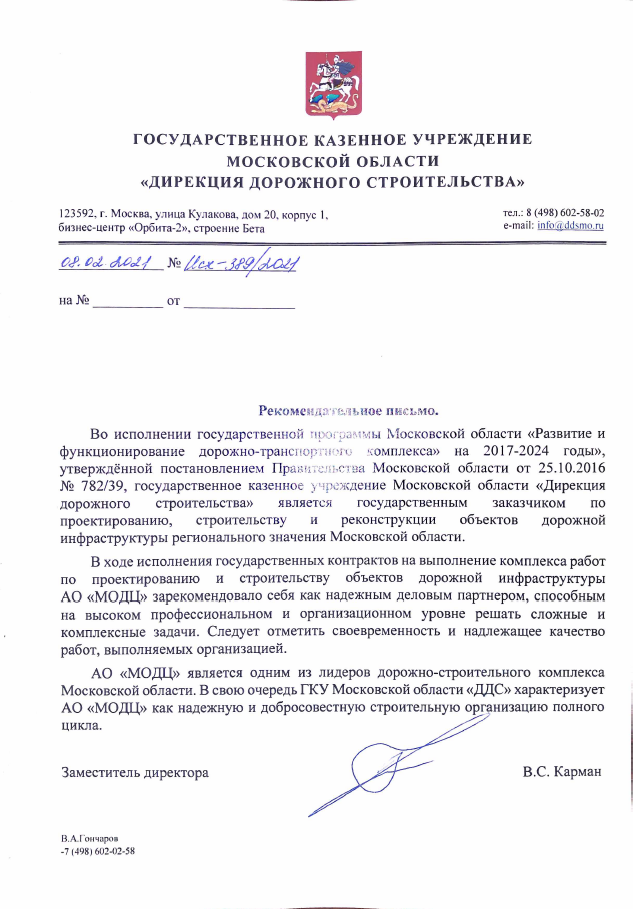 ГОСУДАРСТВЕННОЕ КАЗЕННОЕ УЧРЕЖДЕНИЕ
МОСКОВСКОЙ ОБЛАСТИ
«ДИРЕКЦИЯ ДОРОЖНОГО СТРОИТЕЛЬСТВА»
123592, г. Москва, улица Кулакова, дом 20, корпус 1,
бизнес-центр «Орбита-2», строение Бета
тел.: 8 (498) 602-58-02
e-mail: info@ddsmo.ru
08.02.2021 № Исх-389/2021
на № __________ от ________________
Рекомендательное письмо.
Во исполнении государственной программы Московской области «Развитие и
функционирование дорожно-транспортного комплекса» на 2017-2024 годы»,
утверждённой постановлением Правительства Московской области от 25.10.2016
№ 782/39, государственное казенное учреждение Московской области «Дирекция
дорожного строительства» является государственным заказчиком по
проектированию, строительству и реконструкции объектов дорожной
инфраструктуры регионального значения Московской области.
В ходе исполнения государственных контрактов на выполнение комплекса работ
по проектированию и строительству объектов дорожной инфраструктуры
АО «МОДЦ» зарекомендовало себя как надежным деловым партнером, способным
на высоком профессиональном и организационном уровне решать сложные и
комплексные задачи. Следует отметить своевременность и надлежащее качество
работ, выполняемых организацией.
АО «МОДЦ» является одним из лидеров дорожно-строительного комплекса
Московской области. В свою очередь ГКУ Московской области «ДДС» характеризует
АО «МОДЦ» как надежную и добросовестную строительную организацию полного
цикла.
Заместитель директора
В.С. Карман
В.А.Гончаров
-7 (498) 602-02-58